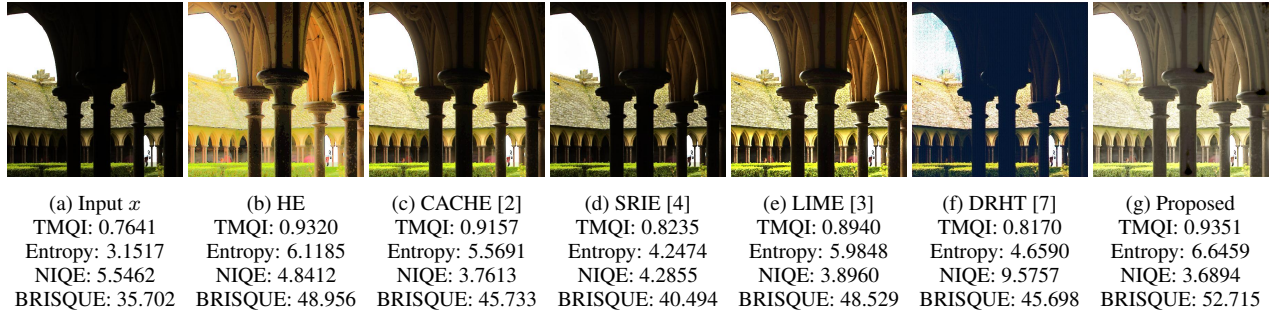 (a) Input x
TMQI: 0.7641
Entropy: 3.1517
NIQE: 5.5462
BRISQUE: 35.702
(b) HE
TMQI: 0.9320
Entropy: 6.1185
NIQE: 4.8412
BRISQUE: 48.956
(c) CACHE [2]
TMQI: 0.9157
Entropy: 5.5691
NIQE: 3.7613
BRISQUE: 45.733
(d) SRIE [4]
TMQI: 0.8235
Entropy: 4.2474
NIQE: 4.2855
BRISQUE: 40.494
(e) LIME [3]
TMQI: 0.8940
Entropy: 5.9848
NIQE: 3.8960
BRISQUE: 48.529
(f) DRHT [7]
TMQI: 0.8170
Entropy: 4.6590
NIQE: 9.5757
BRISQUE: 45.698
(g) Proposed
TMQI: 0.9351
Entropy: 6.6459
NIQE: 3.6894
BRISQUE: 52.715